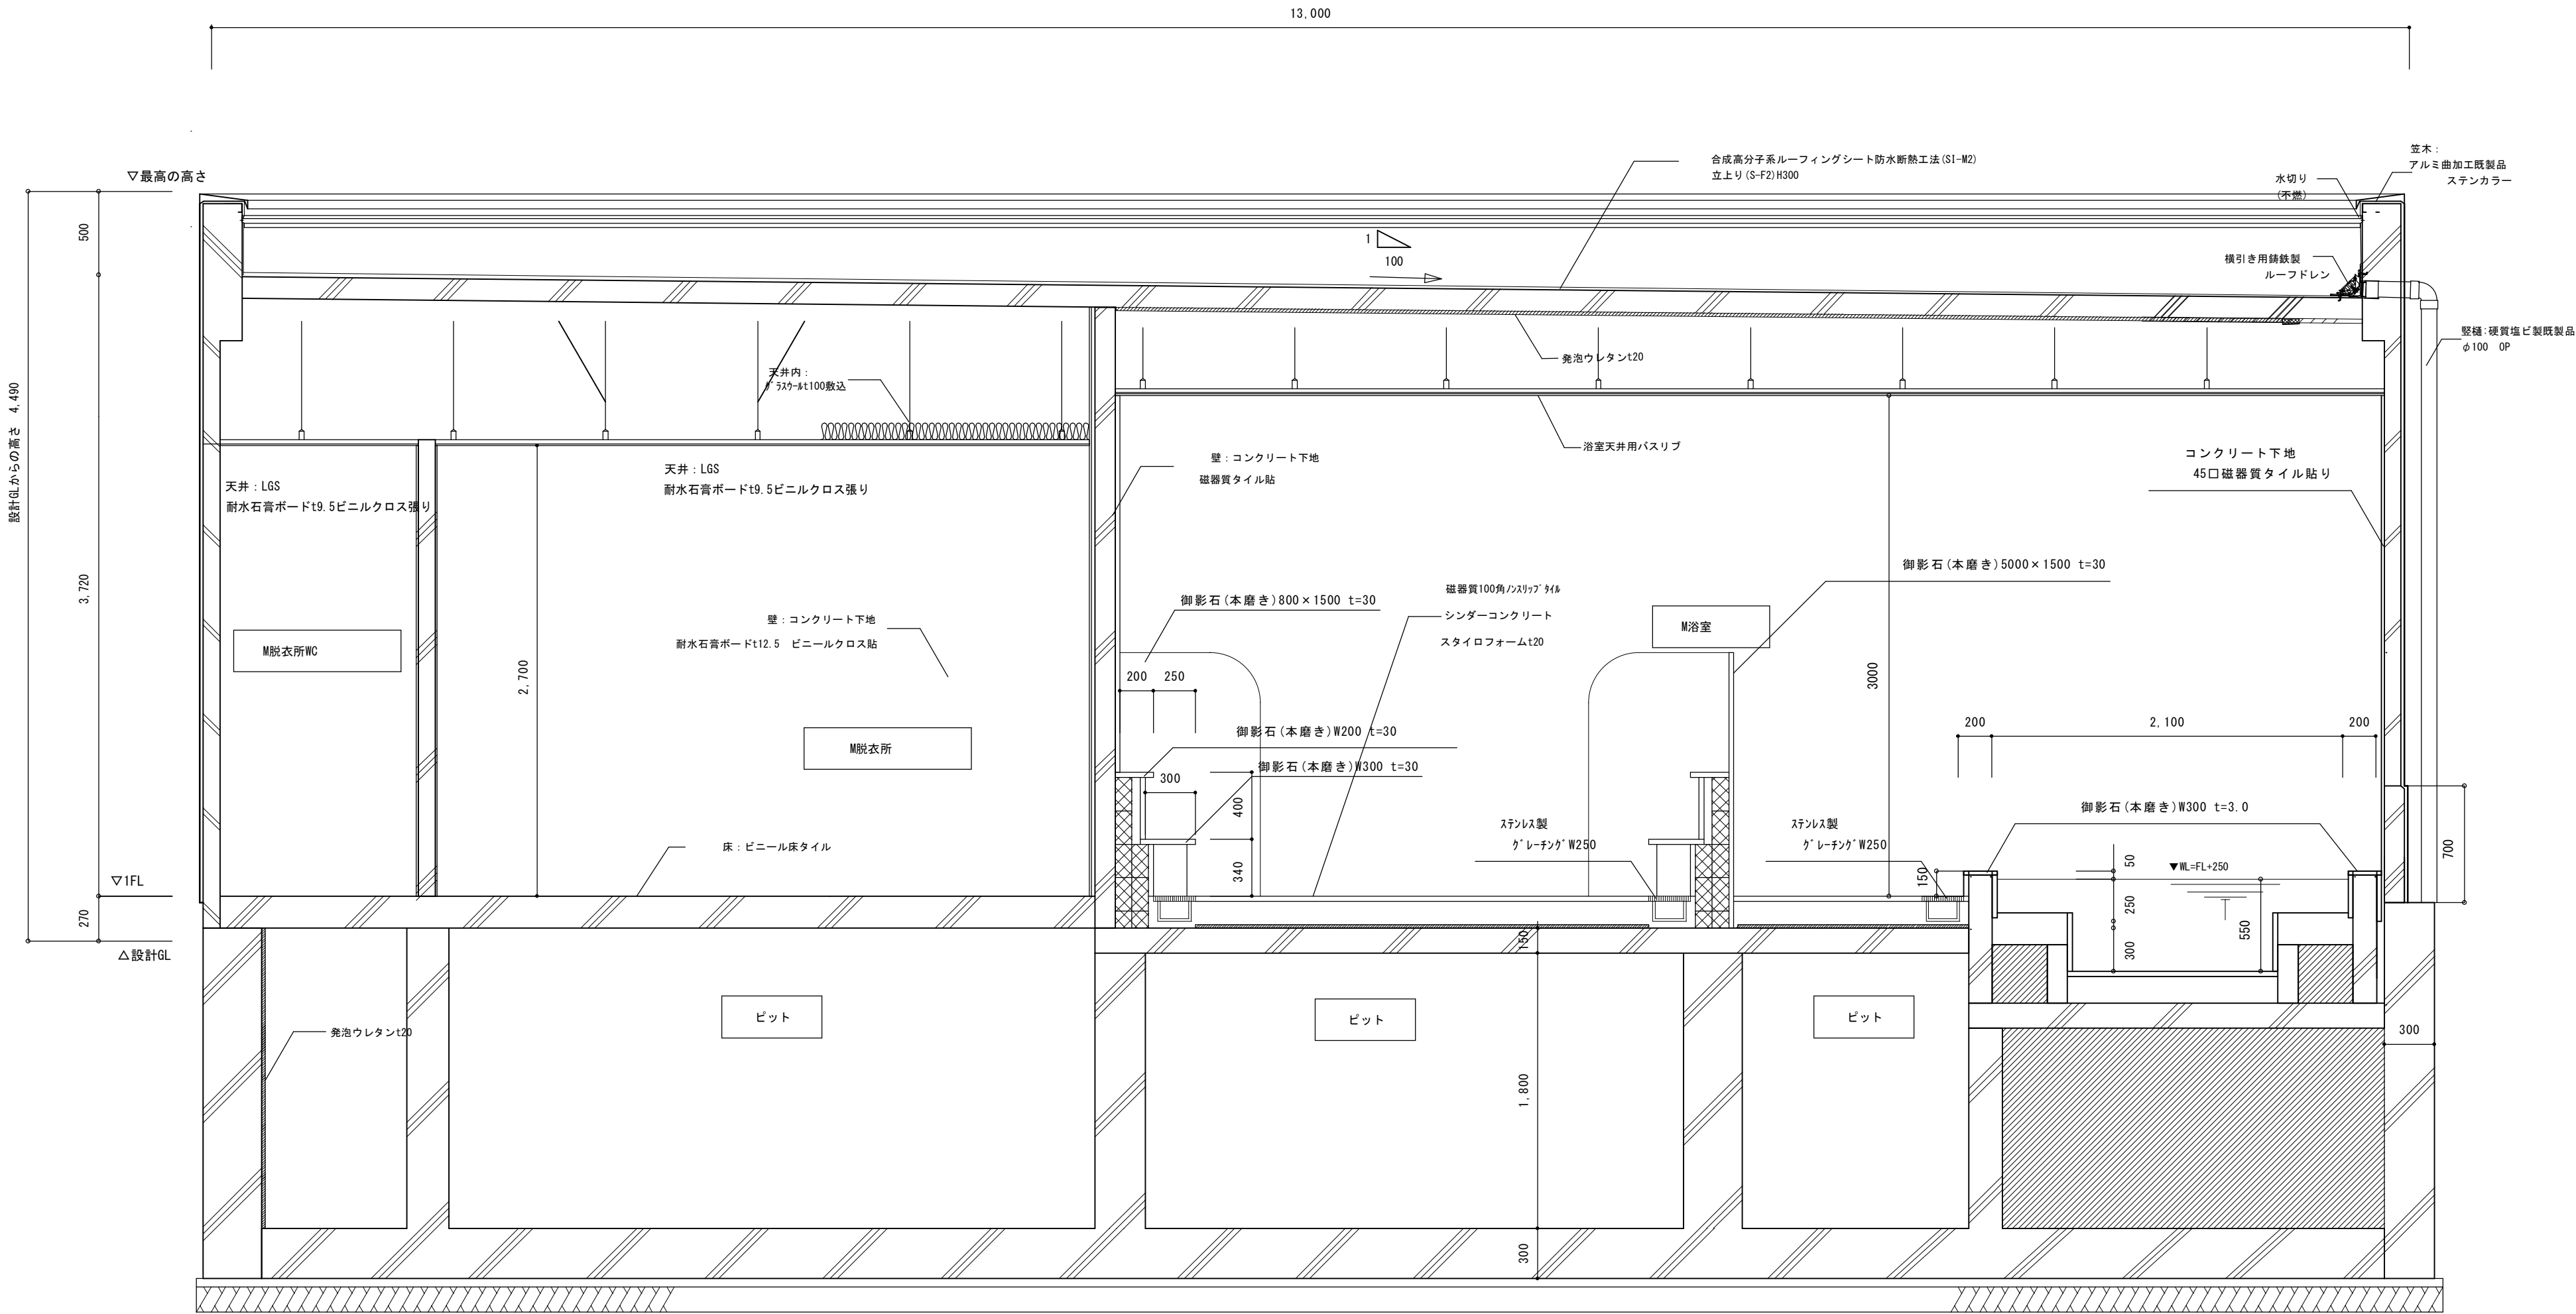 13,000
▽最高の高さ
合成高分子系ルーフィングシート防水断熱工法(SI-M2)
立上り(S-F2)H300
笠木：
アルミ曲加工既製品
ステンカラー
水切り
(不燃)
500
1
100
横引き用鋳鉄製
ルーフドレン
竪樋:硬質塩ビ製既製品
φ100 OP
発泡ウレタンt20
天井内：
ｸﾞﾗｽｳｰﾙt100敷込
設計GLからの高さ 4,490
浴室天井用バスリブ
天井：LGS
耐水石膏ボードt9.5ビニルクロス張り
天井：LGS
耐水石膏ボードt9.5ビニルクロス張り
壁：コンクリート下地
磁器質タイル貼
コンクリート下地
45口磁器質タイル貼り
3,720
御影石(本磨き)5000×1500 t=30
御影石(本磨き)800×1500 t=30
磁器質100角ﾉﾝｽﾘｯﾌﾟﾀｲﾙ
シンダーコンクリート
スタイロフォームt20
M浴室
壁：コンクリート下地
耐水石膏ボードt12.5 ビニールクロス貼
M脱衣所WC
2,700
200
250
3000
M脱衣所
御影石(本磨き)W200 t=30
御影石(本磨き)W300 t=30
300
400
340
200
2,100
200
御影石(本磨き)W300 t=3.0
ｽﾃﾝﾚｽ製
ｸﾞﾚｰﾁﾝｸﾞW250
ｽﾃﾝﾚｽ製
ｸﾞﾚｰﾁﾝｸﾞW250
床：ビニール床タイル
700
50
▼WL=FL+250
150
▽1FL
250
550
270
△設計GL
150
300
ピット
ピット
ピット
発泡ウレタンt20
300
1,800
300